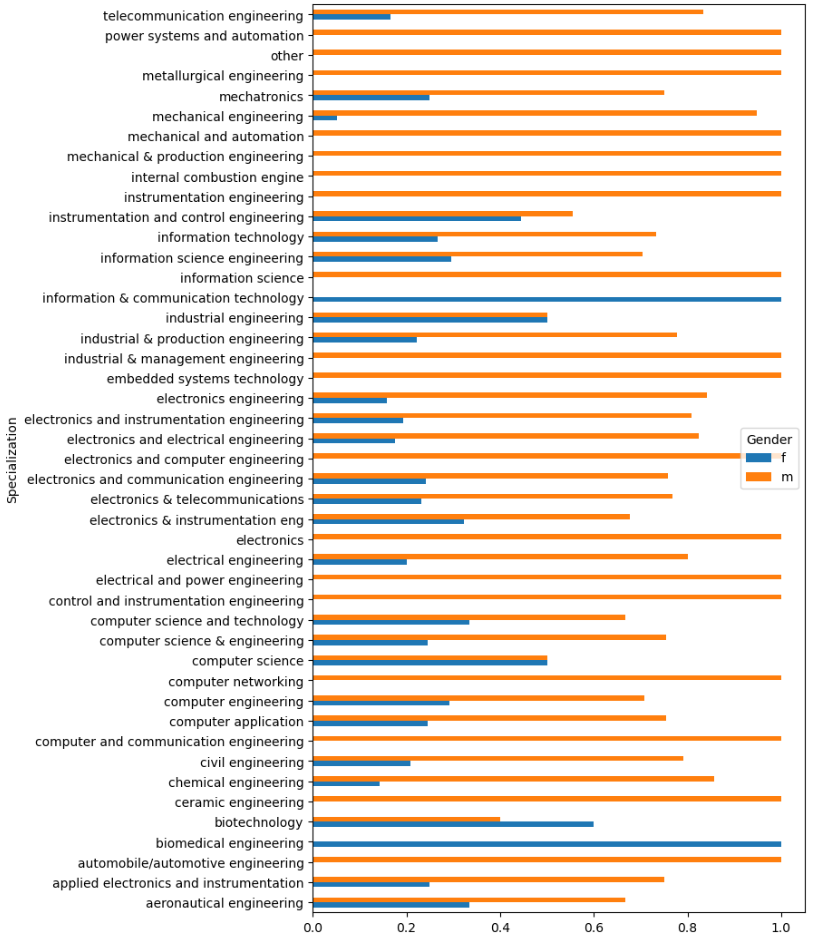 telecommunication engineering
power systems and automation
other
metallurgical engineering
mechatronics
mechanical engineering
mechanical and automation
mechanical & production engineering
internal combustion engine
instrumentation engineering
instrumentation and control engineering
information technology
information science engineering
information science
information & communication technology
industrial engineering
industrial & production engineering
industrial & management engineering
embedded systems technology
electronics engineering
electronics and instrumentation engineering
electronics and electrical engineering
electronics and computer engineering
electronics and communication engineering
electronics & telecommunications
electronics & instrumentation eng
electronics
electrical engineering
electrical and power engineering
control and instrumentation engineering
computer science and technology
computer science & engineering
computer science
computer networking
computer engineering
computer application
computer and communication engineering
civil engineering
chemical engineering
ceramic engineering
biotechnology
biomedical engineering
automobile/automotive engineering
applied electronics and instrumentation
aeronautical engineering
Specialization
Gender
f
m
0.0 0.2 0.4 0.6 0.8 1.0